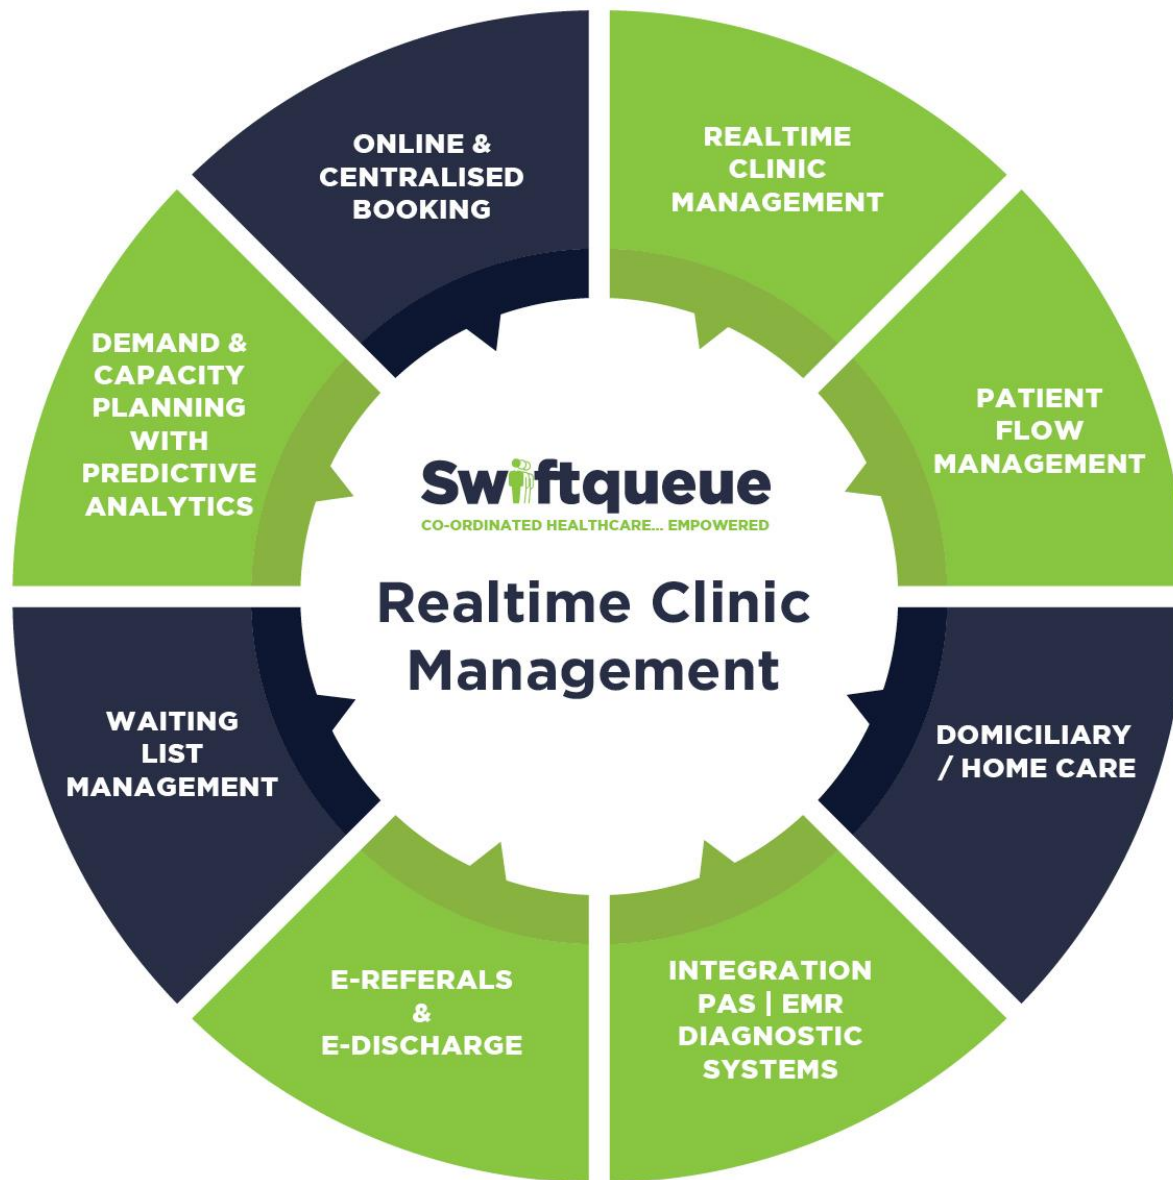 ONLINE &
CENTRALISED
BOOKING
REALTIME
CLINIC
MANAGEMENT
PATIENT
FLOW
MANAGEMENT
DOMICILIARY
/ HOME CARE
INTEGRATION
PAS | EMR
DIAGNOSTIC
SYSTEMS
E-REFERALS
&
E-DISCHARGE
WAITING
LIST
MANAGEMENT
DEMAND &
CAPACITY
PLANNING
WITH
PREDICTIVE
ANALYTICS
Swiftqueue
CO-ORDINATED HEALTHCARE... EMPOWERED
Realtime Clinic
Management